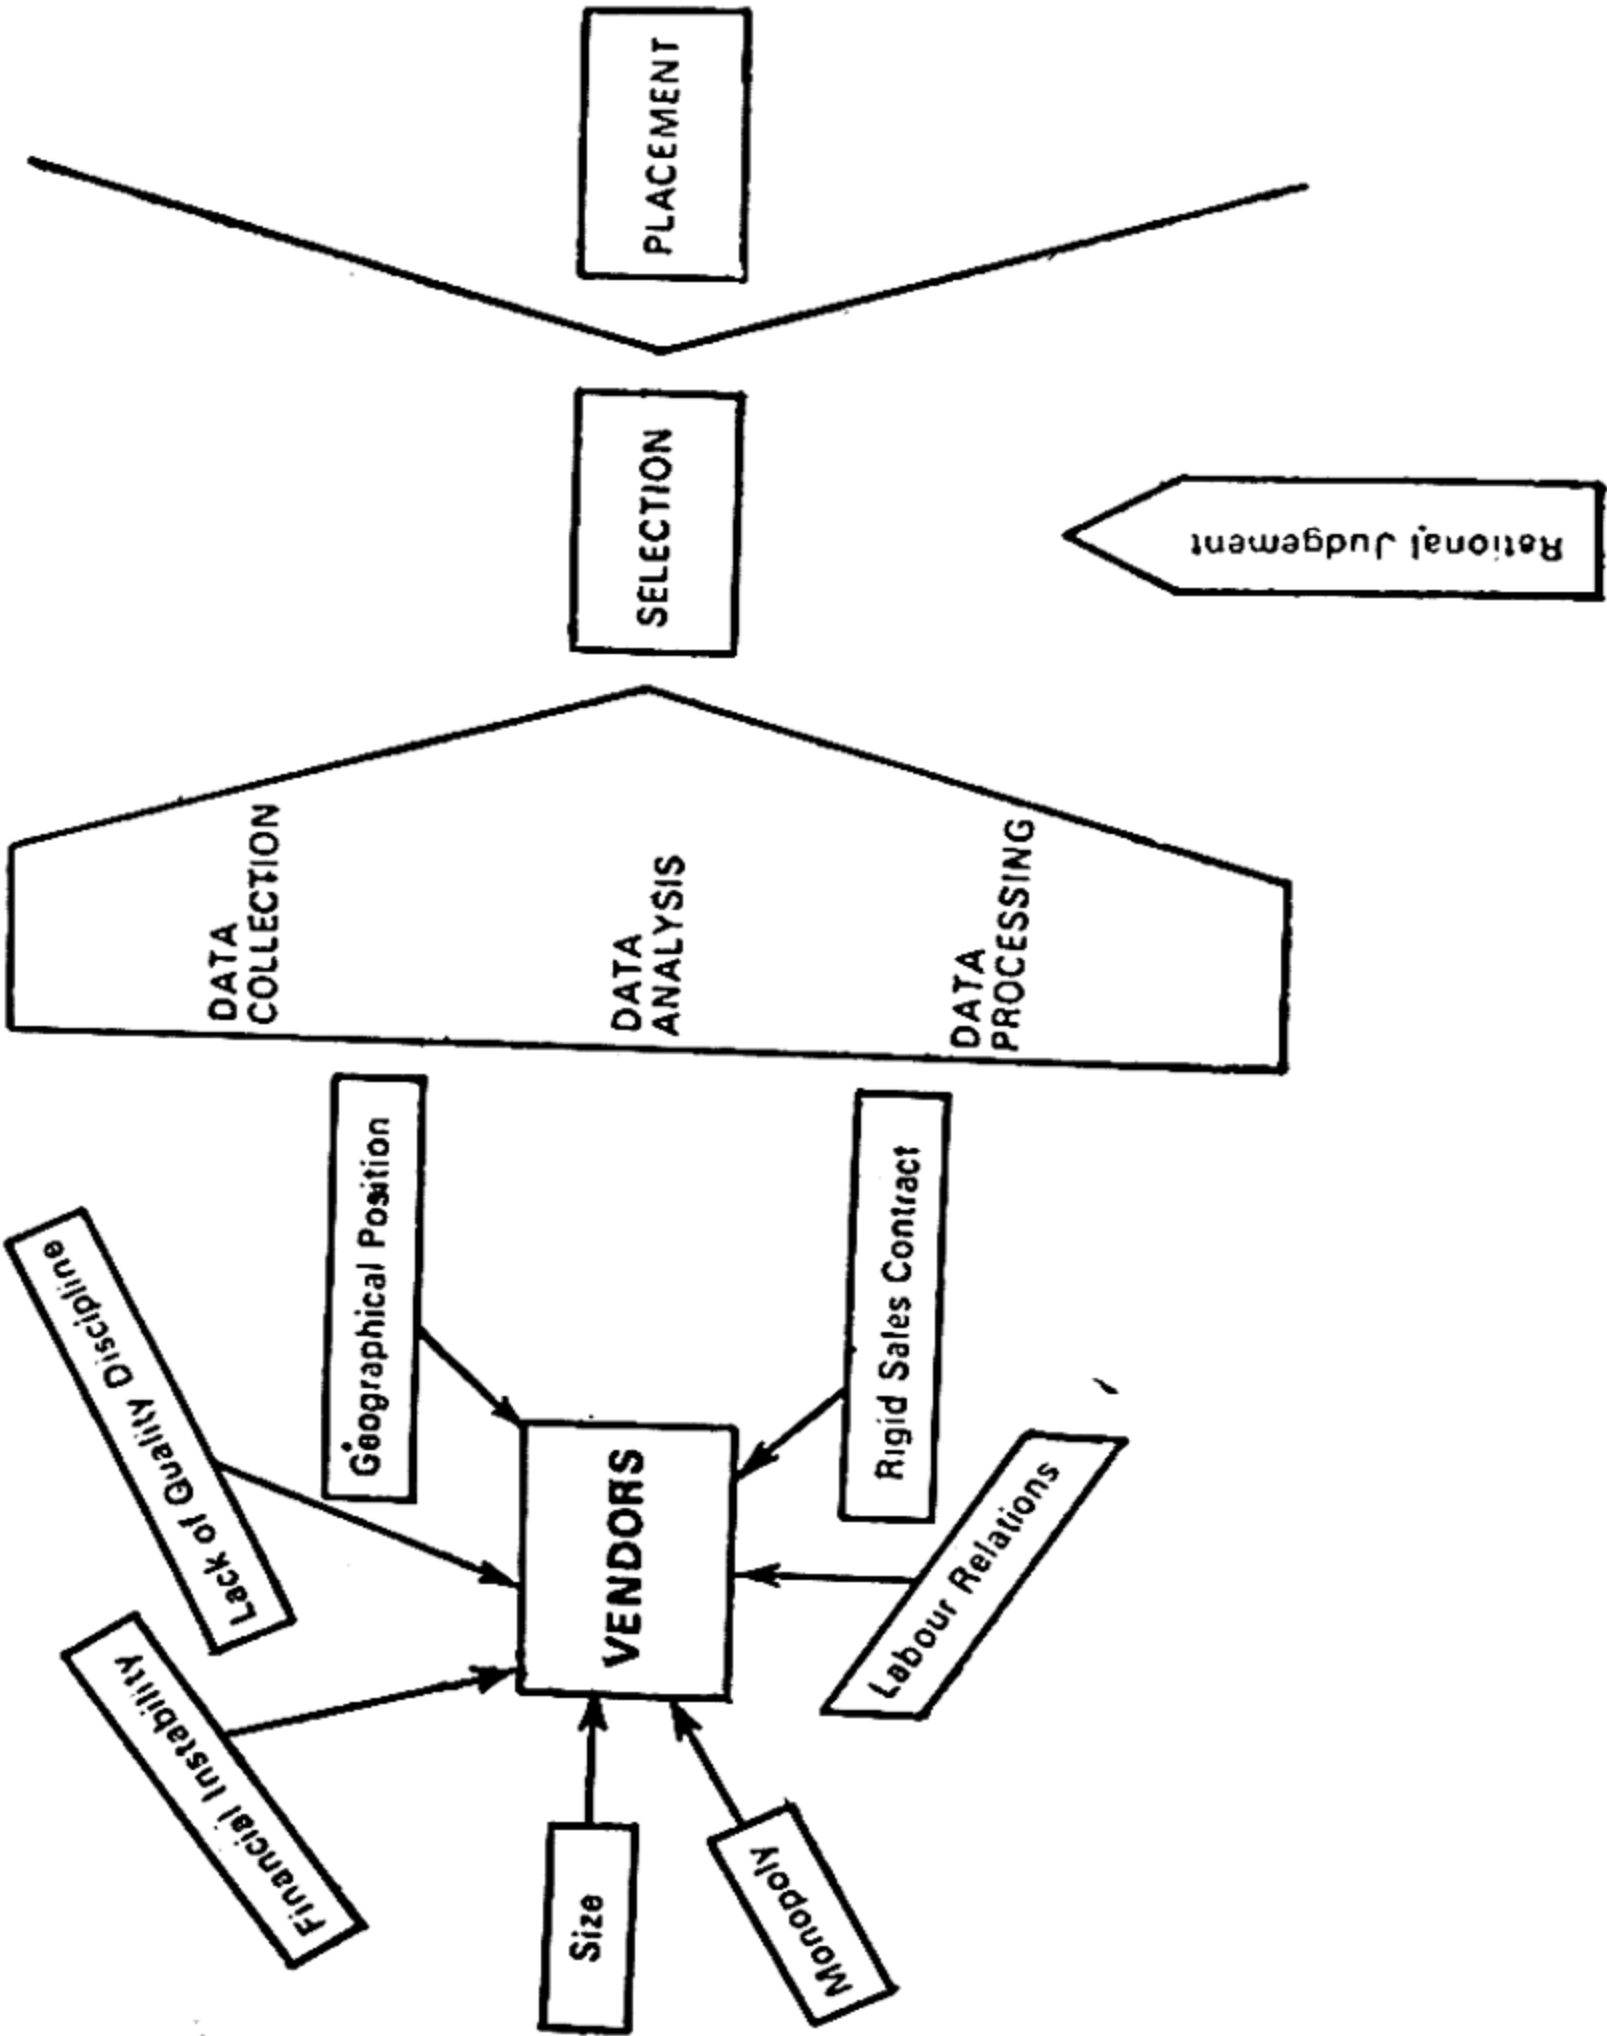 Financial Instability
Lack of Quality Discipline
Geographical Position
Size
VENDORS
Monopoly
Labour Relations
Rigid Sales Contract
DATA
COLLECTION
DATA
ANALYSIS
DATA
PROCESSING
SELECTION
Rational Judgement
PLACEMENT